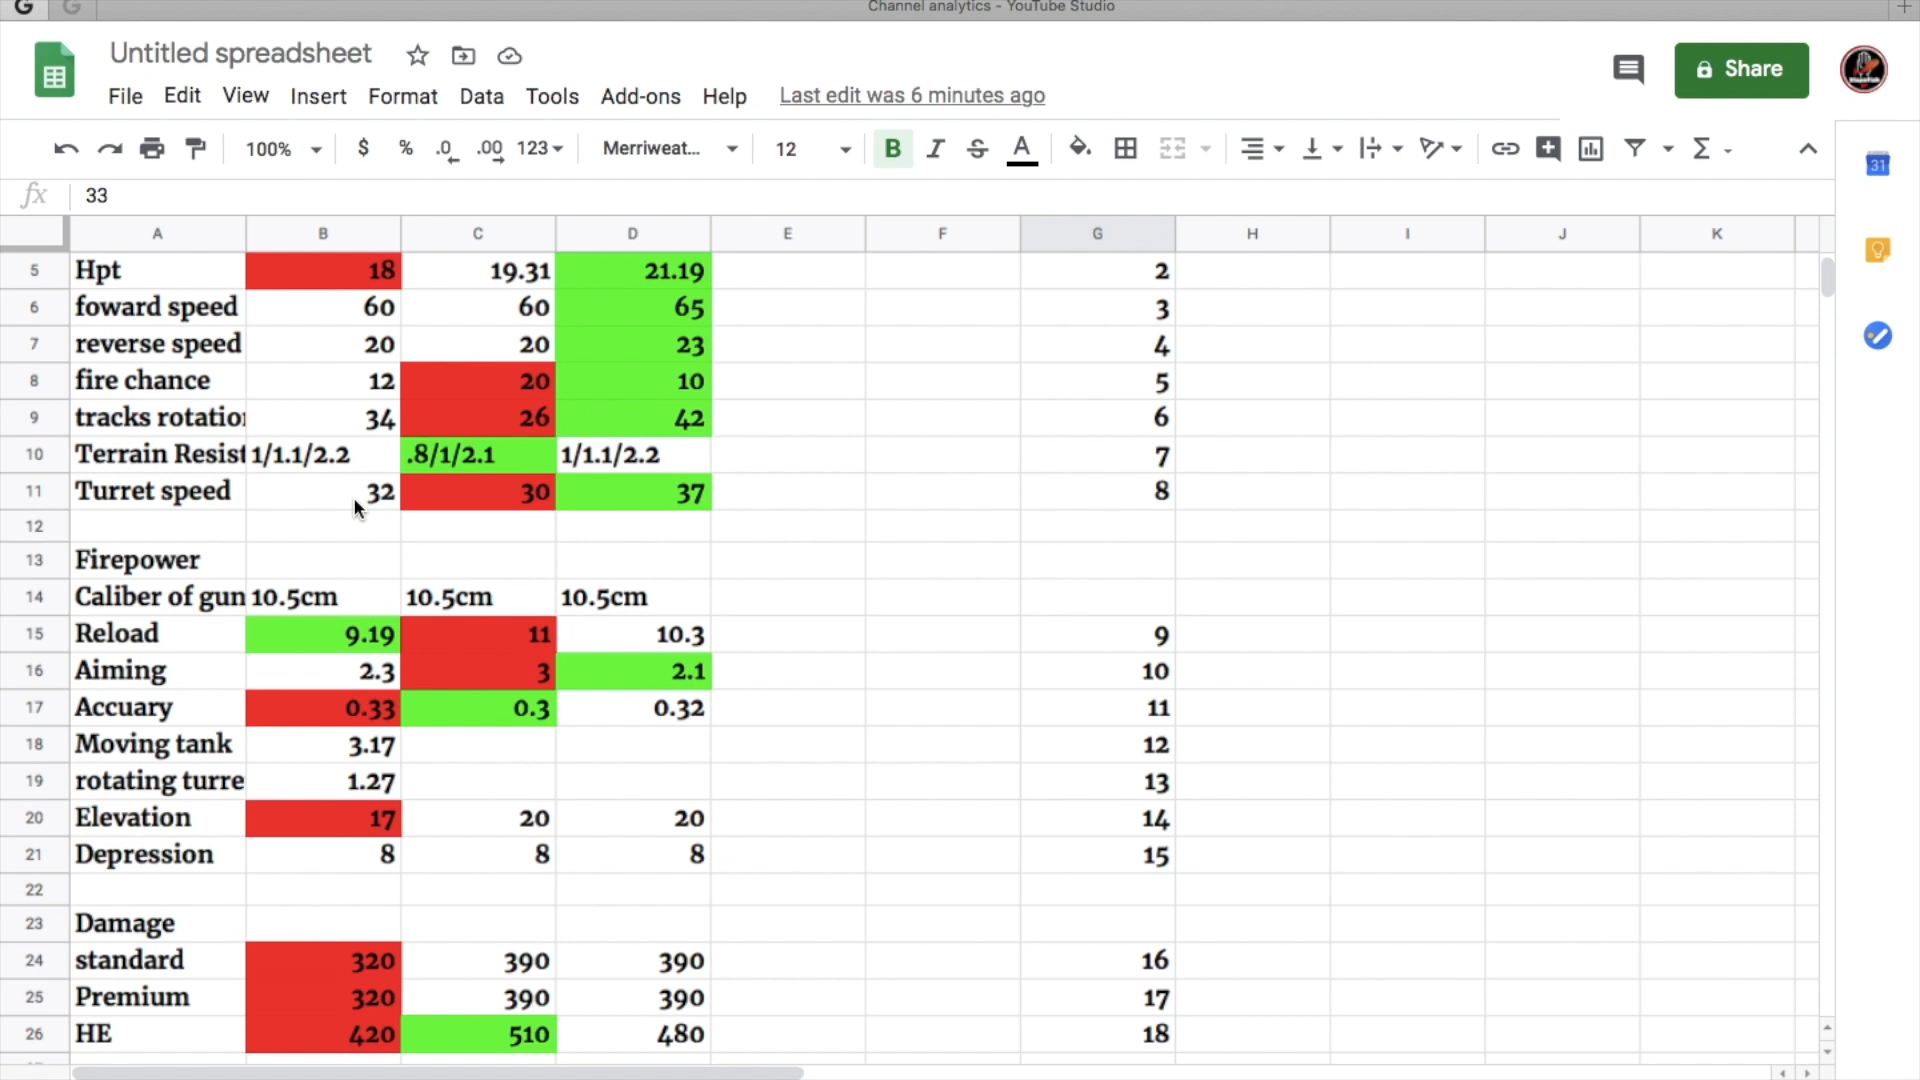 G G Channel analytics - YouTube Studio +
Untitled spreadsheet
File Edit View Insert Format Data Tools Add-ons Help Last edit was 6 minutes ago
Share
100% $ % .0 .00 123 Merriweat... 12 B I S A Σ
31
fx 33
A B C D E F G H I J K
5 Hpt 18 19.31 21.19 2
6 foward speed 60 60 65 3
7 reverse speed 20 20 23 4
8 fire chance 12 20 10 5
9 tracks rotation 34 26 42 6
10 Terrain Resist 1/1.1/2.2 .8/1/2.1 1/1.1/2.2 7
11 Turret speed 32 30 37 8
12
13 Firepower
14 Caliber of gun 10.5cm 10.5cm 10.5cm
15 Reload 9.19 11 10.3 9
16 Aiming 2.3 3 2.1 10
17 Accuary 0.33 0.3 0.32 11
18 Moving tank 3.17 12
19 rotating turre 1.27 13
20 Elevation 17 20 20 14
21 Depression 8 8 8 15
22
23 Damage
24 standard 320 390 390 16
25 Premium 320 390 390 17
26 HE 420 510 480 18